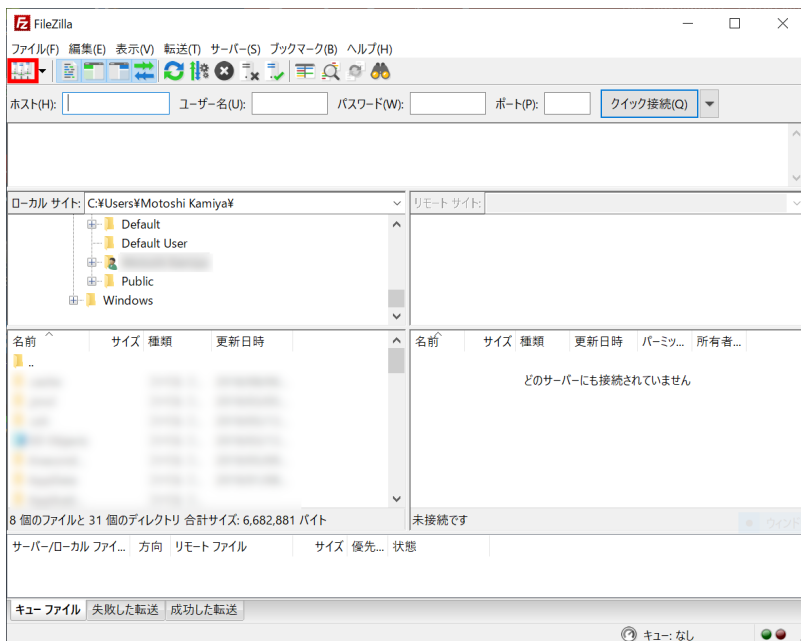 FileZilla
ファイル(F) 編集(E) 表示(V) 転送(T) サーバー(S) ブックマーク(B) ヘルプ(H)
ホスト(H): ユーザー名(U): パスワード(W): ポート(P): クイック接続(Q)
ローカル サイト: C:¥Users¥Motoshi Kamiya¥
リモート サイト:
Default
Default User
Public
Windows
名前 サイズ 種類 更新日時
..
8 個のファイルと 31 個のディレクトリ 合計サイズ: 6,682,881 バイト
名前 サイズ 種類 更新日時 パーミッ... 所有者...
どのサーバーにも接続されていません
未接続です
ウィンド
サーバー/ローカル ファイ... 方向 リモート ファイル サイズ 優先... 状態
キュー ファイル 失敗した転送 成功した転送
キュー: なし